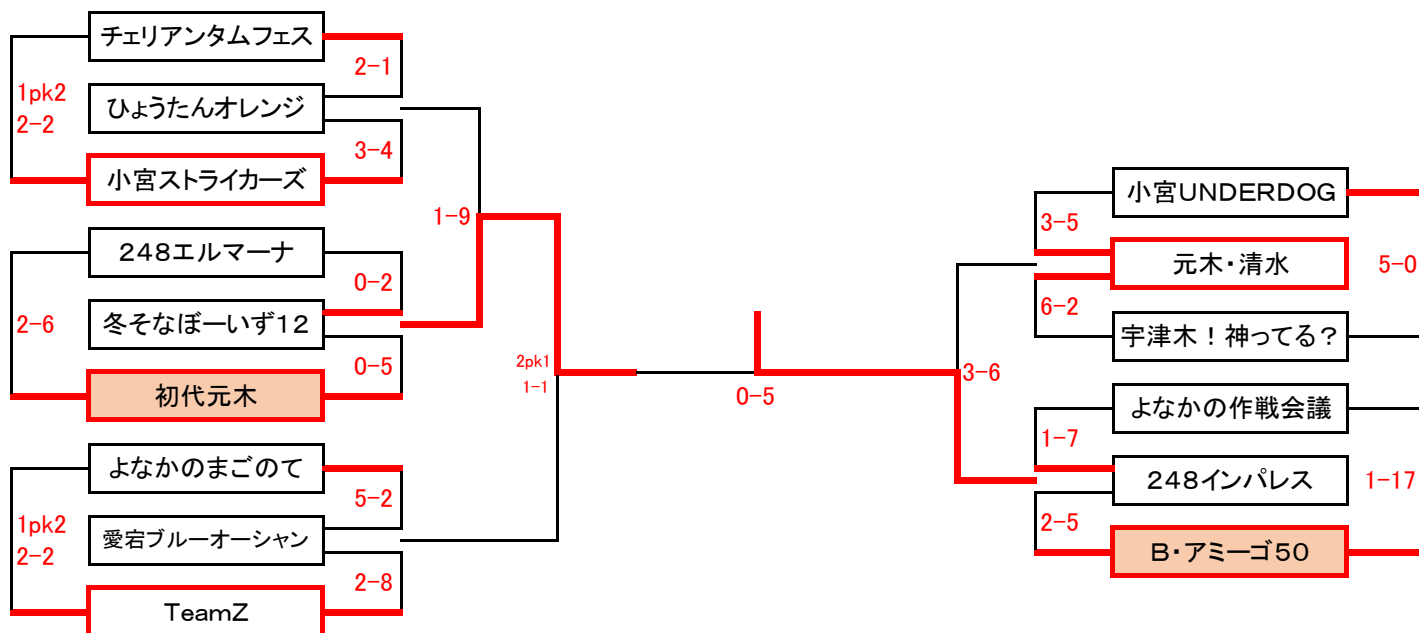 チェリアンタムフェス
2-1
1pk2
2-2
ひょうたんオレンジ
3-4
小宮ストライカーズ
1-9
248エルマーナ
0-2
2-6
冬そなぼーいず12
0-5
初代元木
2pk1
1-1
よなかのまごのて
5-2
1pk2
2-2
愛宕ブルーオーシャン
2-8
TeamZ
0-5
小宮UNDERDOG
3-5
元木・清水
5-0
6-2
宇津木！神ってる？
3-6
よなかの作戦会議
1-7
248インパレス
1-17
2-5
B・アミーゴ50